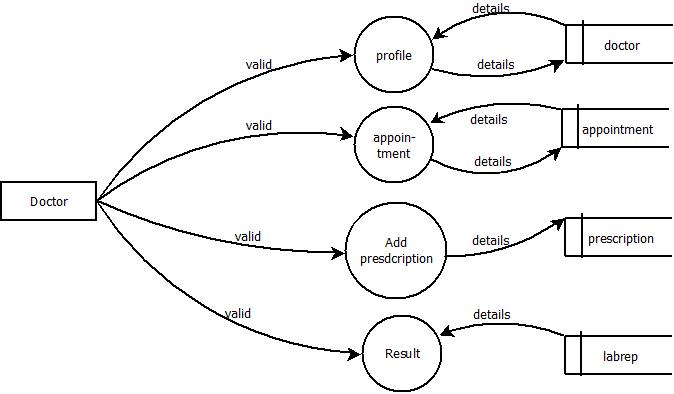 details
profile
doctor
valid
details
valid
details
appointment
appoin-
tment
details
Doctor
valid
Add
presdcription
details
prescription
valid
details
Result
labrep